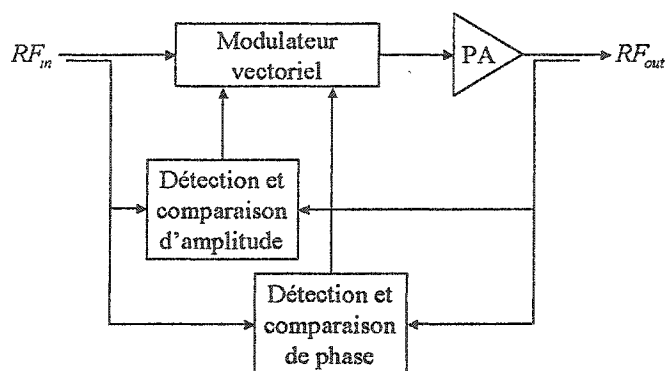 RF_in
Modulateur
vectoriel
PA
RF_out
Détection et
comparaison
d'amplitude
Détection et
comparaison
de phase